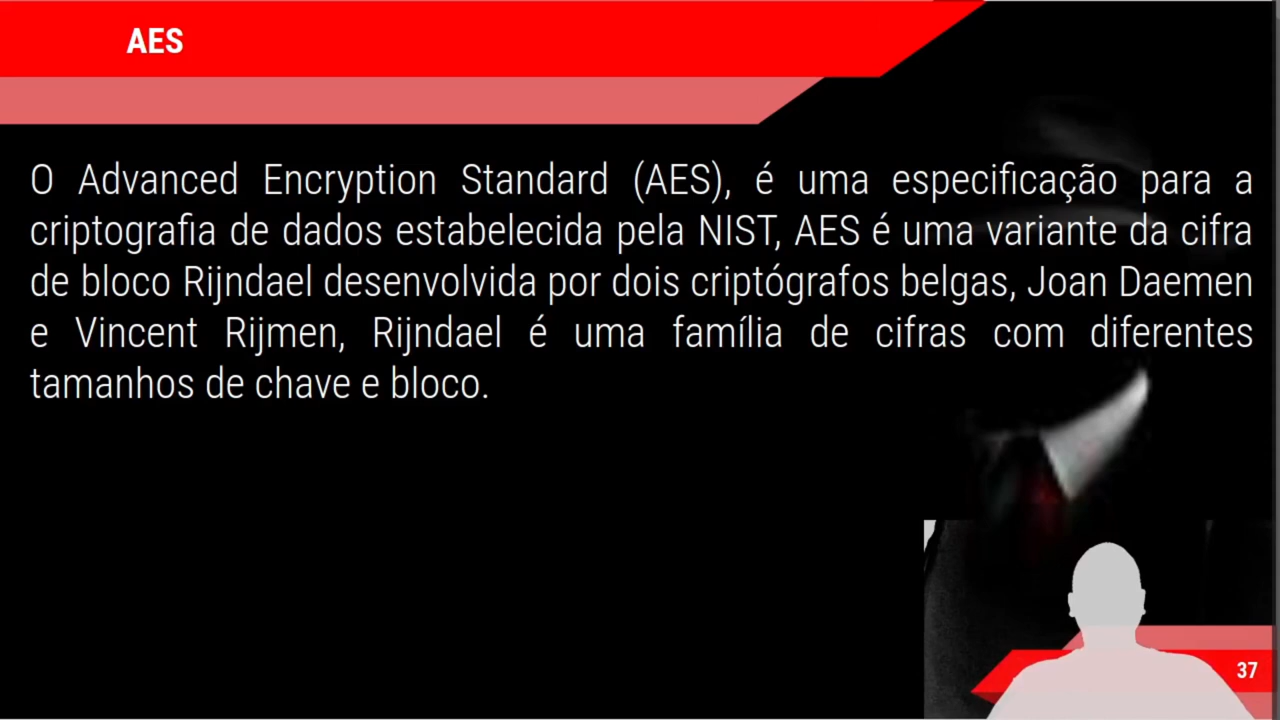 AES
O Advanced Encryption Standard (AES), é uma especificação para a
criptografia de dados estabelecida pela NIST, AES é uma variante da cifra
de bloco Rijndael desenvolvida por dois criptógrafos belgas, Joan Daemen
e Vincent Rijmen, Rijndael é uma família de cifras com diferentes
tamanhos de chave e bloco.
37